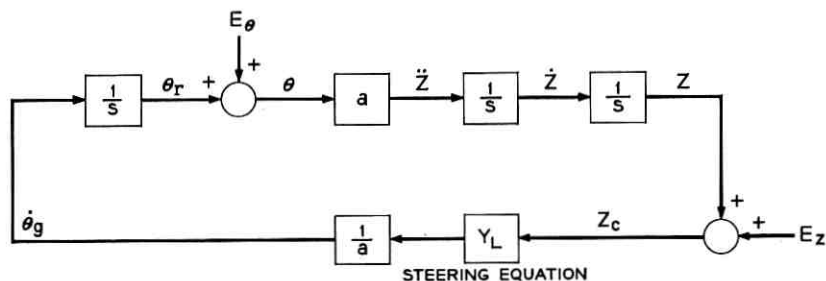 E_θ
1/s θ_r + + θ a Z̈ 1/s Ż 1/s Z
+ +
θ̇_g 1/a Y_L Z_c E_z
STEERING EQUATION